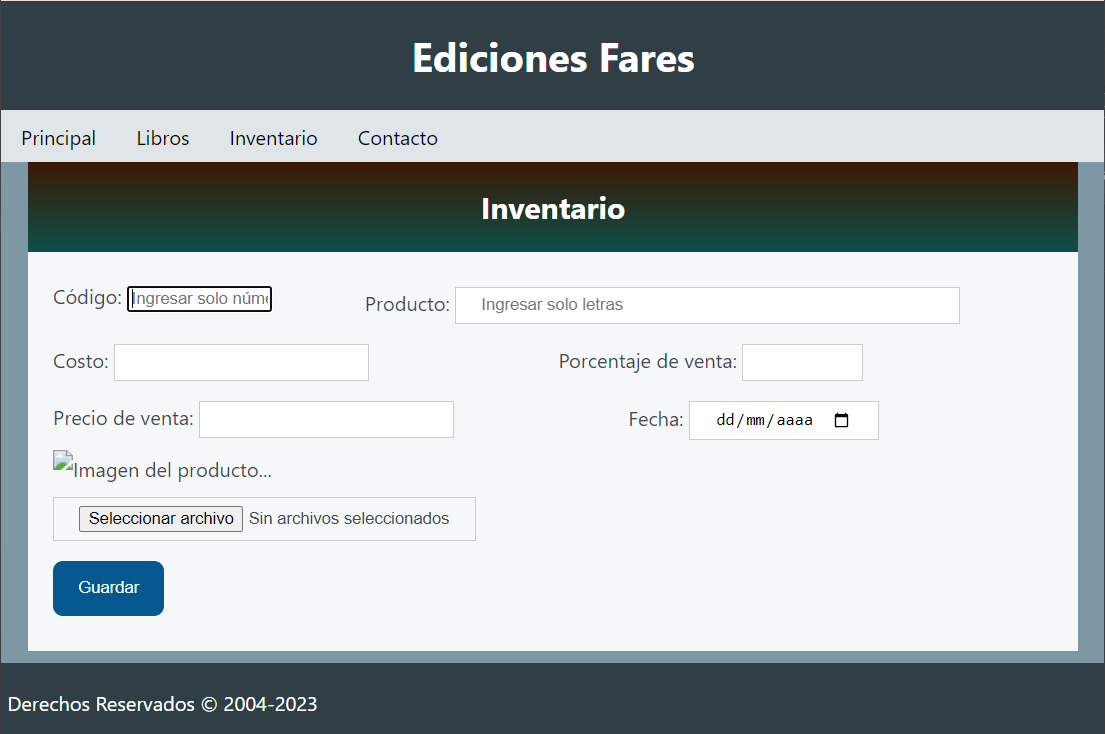 Ediciones Fares
Principal Libros Inventario Contacto
Inventario
Código: Ingresar solo núme Producto: Ingresar solo letras
Costo: Porcentaje de venta:
Precio de venta: Fecha: dd/mm/aaaa
Imagen del producto...
Seleccionar archivo Sin archivos seleccionados
Guardar
Derechos Reservados © 2004-2023